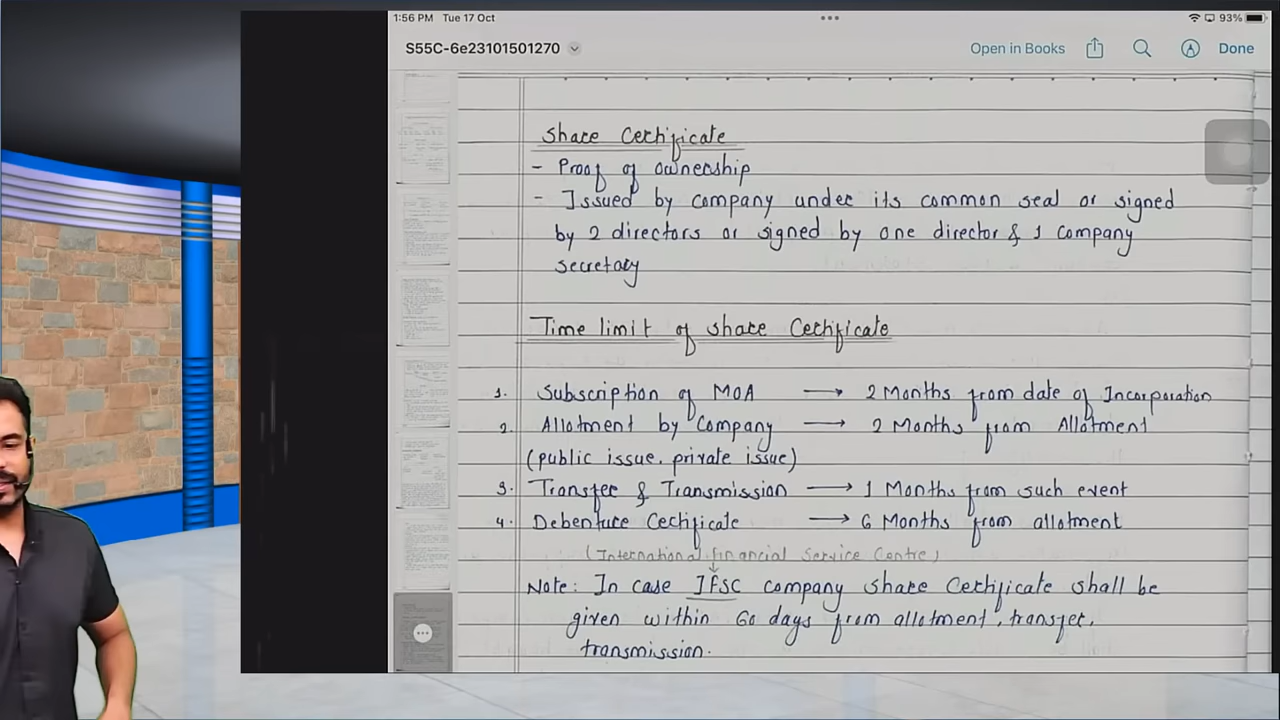 1:56 PM Tue 17 Oct
93%
S55C-6e23101501270
Open in Books
Done
Share Certificate
- Proof of ownership
- Issued by company under its common seal or signed
by 2 directors or signed by one director & 1 company
secretary
Time limit of share Certificate
1. Subscription of MOA → 2 Months from date of Incorporation
2. Allotment by Company → 2 Months from Allotment
(public issue, private issue)
3. Transfer & Transmission → 1 Months from such event
4. Debenture Certificate → 6 Months from allotment
(International financial Service Centre)
Note: In case IFSC company share Certificate shall be
given within 60 days from allotment, transfer,
transmission.